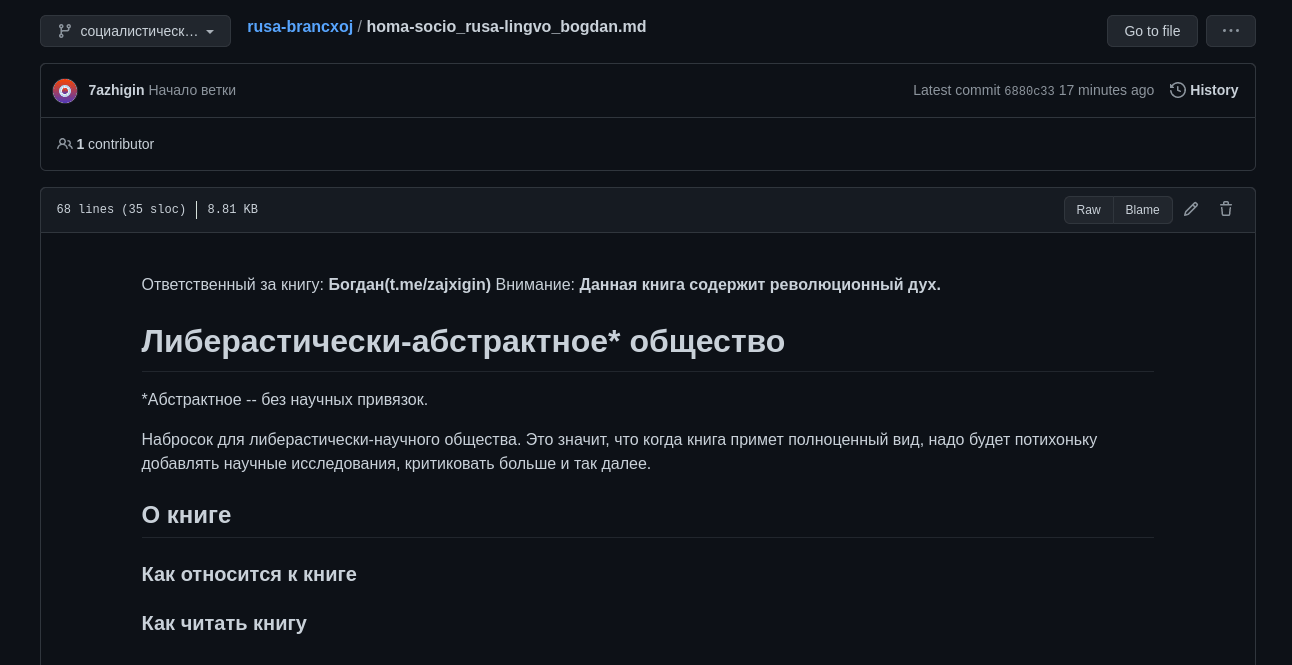 социалистическ… rusa-brancxoj / homa-socio_rusa-lingvo_bogdan.md Go to file ...
7azhigin Начало ветки Latest commit 6880c33 17 minutes ago History
1 contributor
68 lines (35 sloc) 8.81 KB Raw Blame
Ответственный за книгу: Богдан(t.me/zajxigin) Внимание: Данная книга содержит революционный дух.
Либерастически-абстрактное* общество
*Абстрактное -- без научных привязок.
Набросок для либерастически-научного общества. Это значит, что когда книга примет полноценный вид, надо будет потихоньку
добавлять научные исследования, критиковать больше и так далее.
О книге
Как относится к книге
Как читать книгу